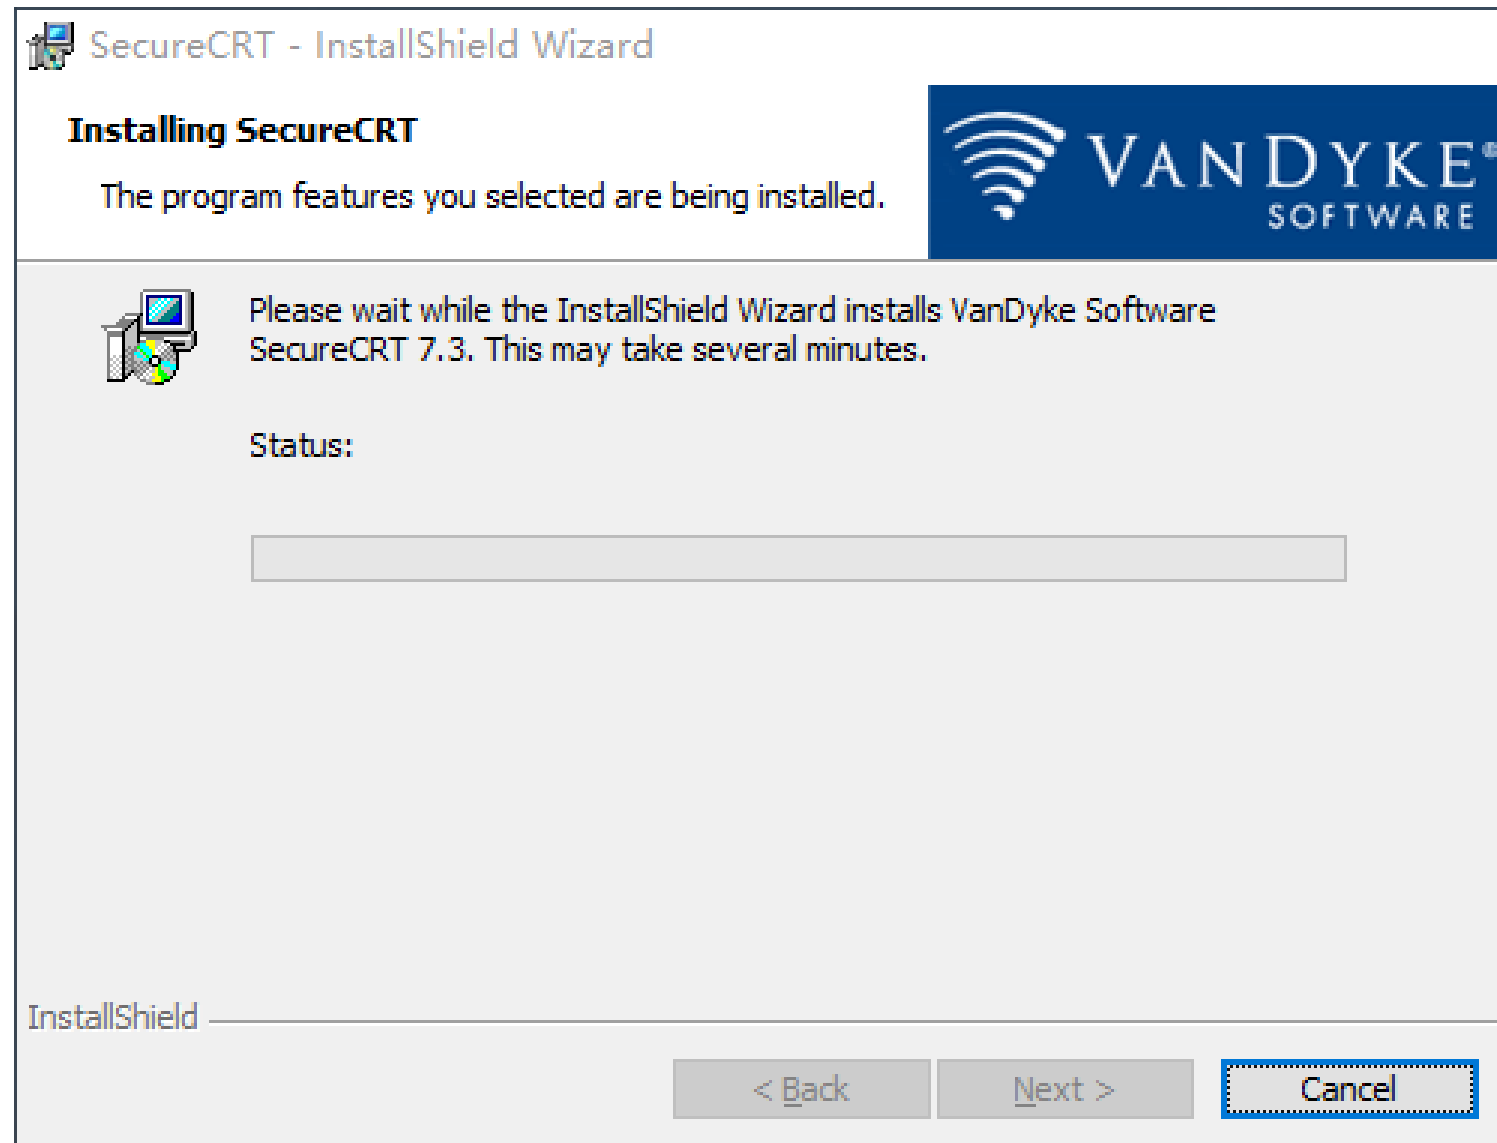 SecureCRT - InstallShield Wizard
Installing SecureCRT
The program features you selected are being installed.
VANDYKE®
SOFTWARE
Please wait while the InstallShield Wizard installs VanDyke Software
SecureCRT 7.3. This may take several minutes.
Status:
InstallShield
< Back
Next >
Cancel